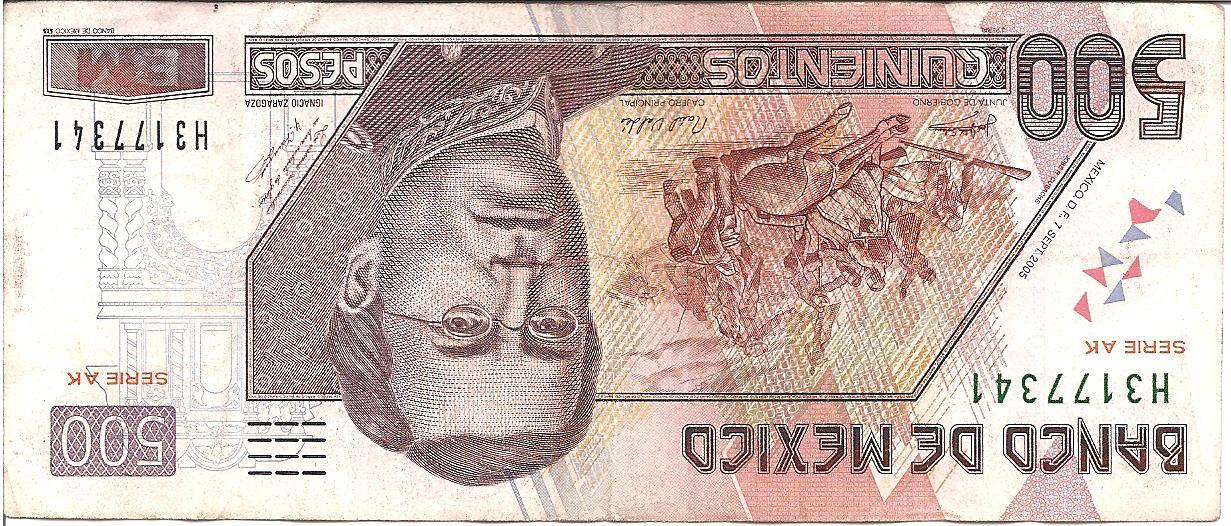 BANCO DE MEXICO
500
H3177341
SERIE AK
SERIE AK
MEXICO, D. F. 7 SEPT. 2005
500
JUNTA DE GOBIERNO
CAJERO PRINCIPAL
IGNACIO ZARAGOZA
H3177341
QUINIENTOS
PESOS
BANCO DE MEXICO